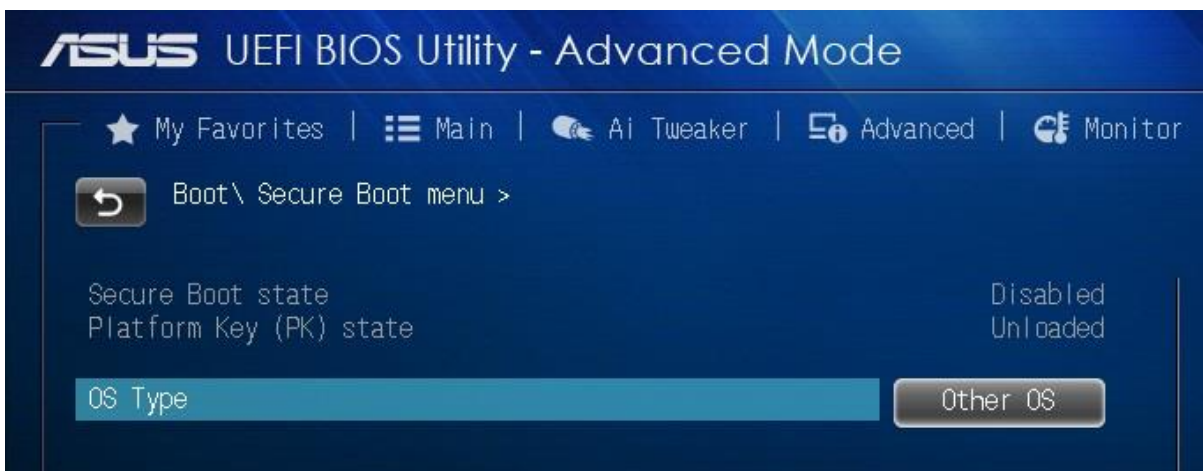 ASUS UEFI BIOS Utility - Advanced Mode
My Favorites | Main | Ai Tweaker | Advanced | Monitor
Boot\ Secure Boot menu >
Secure Boot state Disabled
Platform Key (PK) state Unloaded
OS Type Other OS